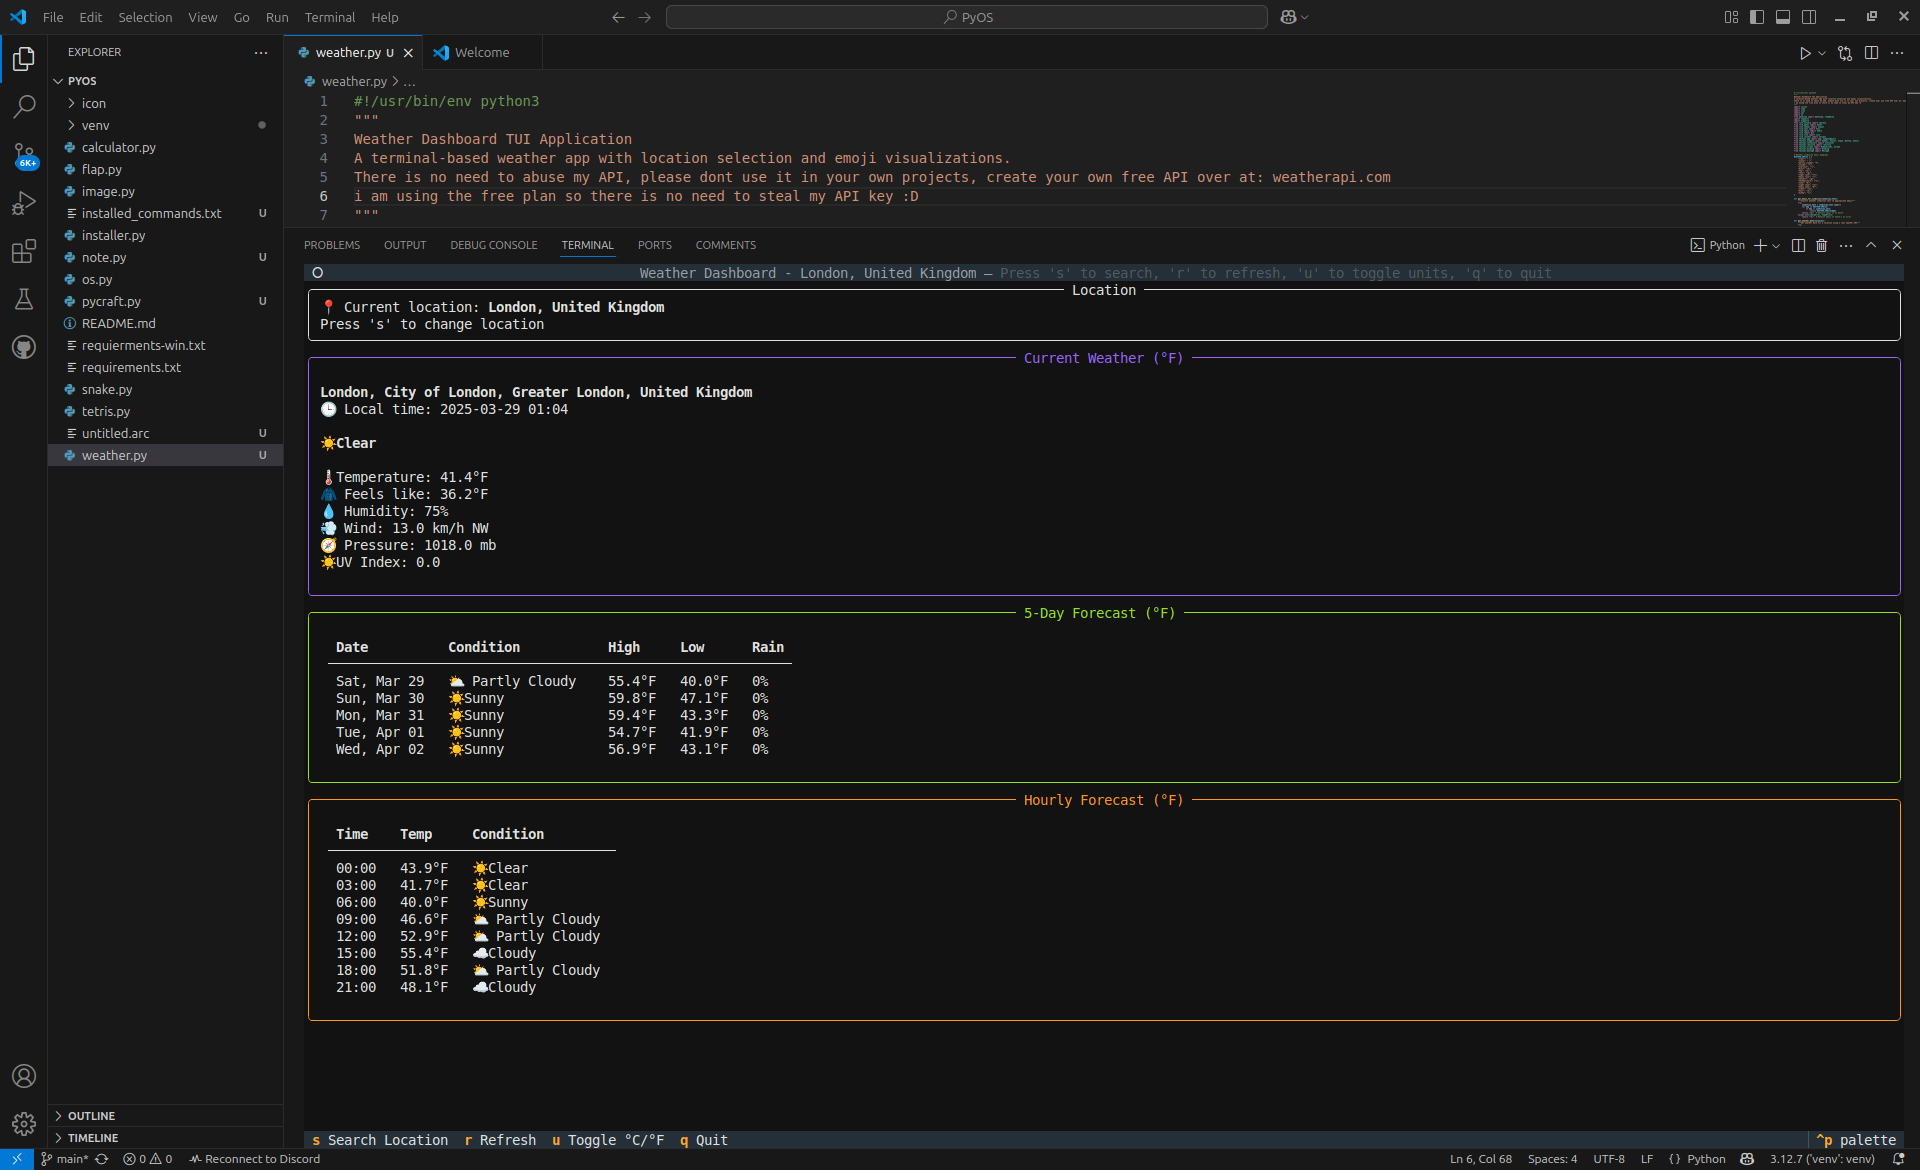 File Edit Selection View Go Run Terminal Help
PyOS
EXPLORER
weather.py U
Welcome
PYOS
icon
venv
calculator.py
flap.py
image.py
installed_commands.txt U
installer.py
note.py U
os.py
pycraft.py U
README.md
requierments-win.txt
requirements.txt
snake.py
tetris.py
untitled.arc U
weather.py U
6K+
OUTLINE
TIMELINE
weather.py > ...
1 #!/usr/bin/env python3
2 """
3 Weather Dashboard TUI Application
4 A terminal-based weather app with location selection and emoji visualizations.
5 There is no need to abuse my API, please dont use it in your own projects, create your own free API over at: weatherapi.com
6 i am using the free plan so there is no need to steal my API key :D
7 """
PROBLEMS OUTPUT DEBUG CONSOLE TERMINAL PORTS COMMENTS
Python
O Weather Dashboard - London, United Kingdom — Press 's' to search, 'r' to refresh, 'u' to toggle units, 'q' to quit
Location
📍 Current location: London, United Kingdom
Press 's' to change location
Current Weather (°F)
London, City of London, Greater London, United Kingdom
🕒 Local time: 2025-03-29 01:04
☀️Clear
🌡️Temperature: 41.4°F
🧥 Feels like: 36.2°F
💧 Humidity: 75%
💨 Wind: 13.0 km/h NW
🧭 Pressure: 1018.0 mb
☀️UV Index: 0.0
5-Day Forecast (°F)
Date Condition High Low Rain
Sat, Mar 29 ⛅ Partly Cloudy 55.4°F 40.0°F 0%
Sun, Mar 30 ☀️Sunny 59.8°F 47.1°F 0%
Mon, Mar 31 ☀️Sunny 59.4°F 43.3°F 0%
Tue, Apr 01 ☀️Sunny 54.7°F 41.9°F 0%
Wed, Apr 02 ☀️Sunny 56.9°F 43.1°F 0%
Hourly Forecast (°F)
Time Temp Condition
00:00 43.9°F ☀️Clear
03:00 41.7°F ☀️Clear
06:00 40.0°F ☀️Sunny
09:00 46.6°F ⛅ Partly Cloudy
12:00 52.9°F ⛅ Partly Cloudy
15:00 55.4°F ☁️Cloudy
18:00 51.8°F ⛅ Partly Cloudy
21:00 48.1°F ☁️Cloudy
s Search Location r Refresh u Toggle °C/°F q Quit ^p palette
main* 0 0 Reconnect to Discord Ln 6, Col 68 Spaces: 4 UTF-8 LF {} Python 3.12.7 ('venv': venv)